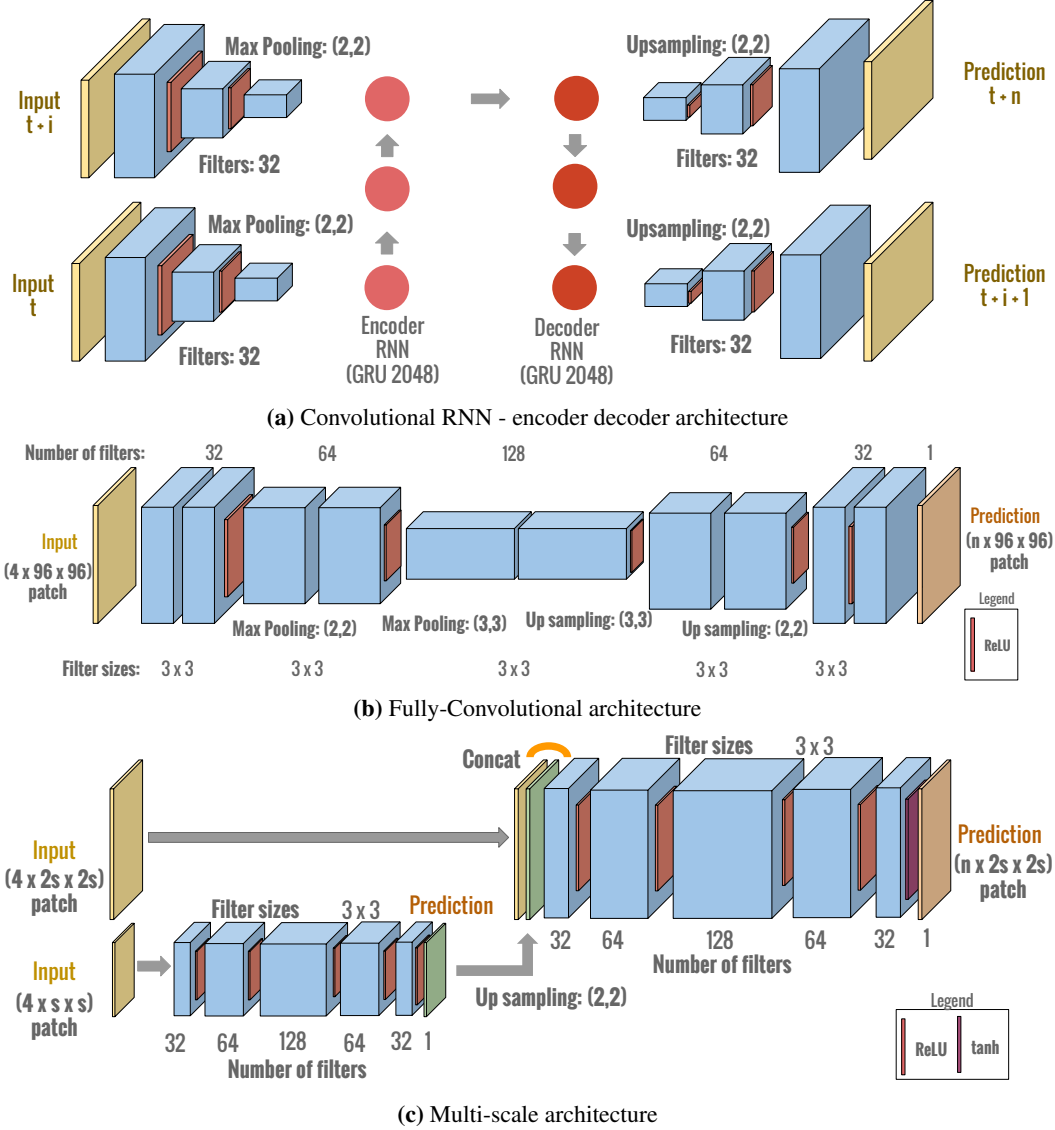 Max Pooling: (2,2)
Upsampling: (2,2)
Input
t + i
Prediction
t + n
Filters: 32
Filters: 32
Max Pooling: (2,2)
Upsampling: (2,2)
Input
t
Prediction
t + i + 1
Filters: 32
Encoder
RNN
(GRU 2048)
Decoder
RNN
(GRU 2048)
Filters: 32
(a) Convolutional RNN - encoder decoder architecture
Number of filters: 32 64 128 64 32 1
Input
(4 x 96 x 96)
patch
Prediction
(n x 96 x 96)
patch
Legend
ReLU
Max Pooling: (2,2) Max Pooling: (3,3) Up sampling: (3,3) Up sampling: (2,2)
Filter sizes: 3 x 3 3 x 3 3 x 3 3 x 3 3 x 3
(b) Fully-Convolutional architecture
Concat
Filter sizes 3 x 3
Input
(4 x 2s x 2s)
patch
Prediction
(n x 2s x 2s)
patch
32 64 128 64 32 1
Number of filters
Filter sizes 3 x 3
Prediction
Input
(4 x s x s)
patch
Up sampling: (2,2)
32 64 128 64 32 1
Number of filters
Legend
ReLU tanh
(c) Multi-scale architecture